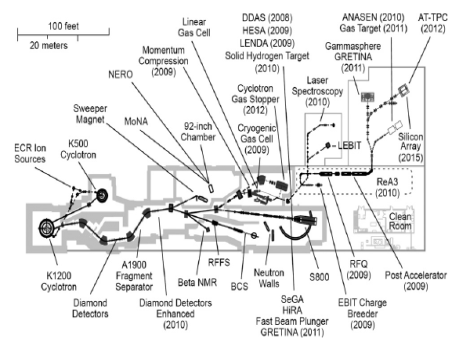 100 feet
20 meters
Linear
Gas Cell
Momentum
Compression
(2009)
NERO
Sweeper
Magnet
MoNA
92-inch
Chamber
ECR Ion
Sources
K500
Cyclotron
DDAS (2008)
HESA (2009)
LENDA (2009)
Solid Hydrogen Target
(2010)
Cyclotron
Gas Stopper
(2012)
Cryogenic
Gas Cell
(2009)
Laser
Spectroscopy
(2010)
LEBIT
ANASEN (2010)
Gas Target (2011)
AT-TPC
(2012)
Gammasphere
GRETINA
(2011)
Silicon
Array
(2015)
ReA3
(2010)
Clean
Room
K1200
Cyclotron
Diamond
Detectors
A1900
Fragment
Separator
Diamond Detectors
Enhanced
(2010)
Beta NMR
RFFS
BCS
Neutron
Walls
SeGA
HiRA
Fast Beam Plunger
GRETINA (2011)
S800
EBIT Charge
Breeder
(2009)
RFQ
(2009)
Post Accelerator
(2009)